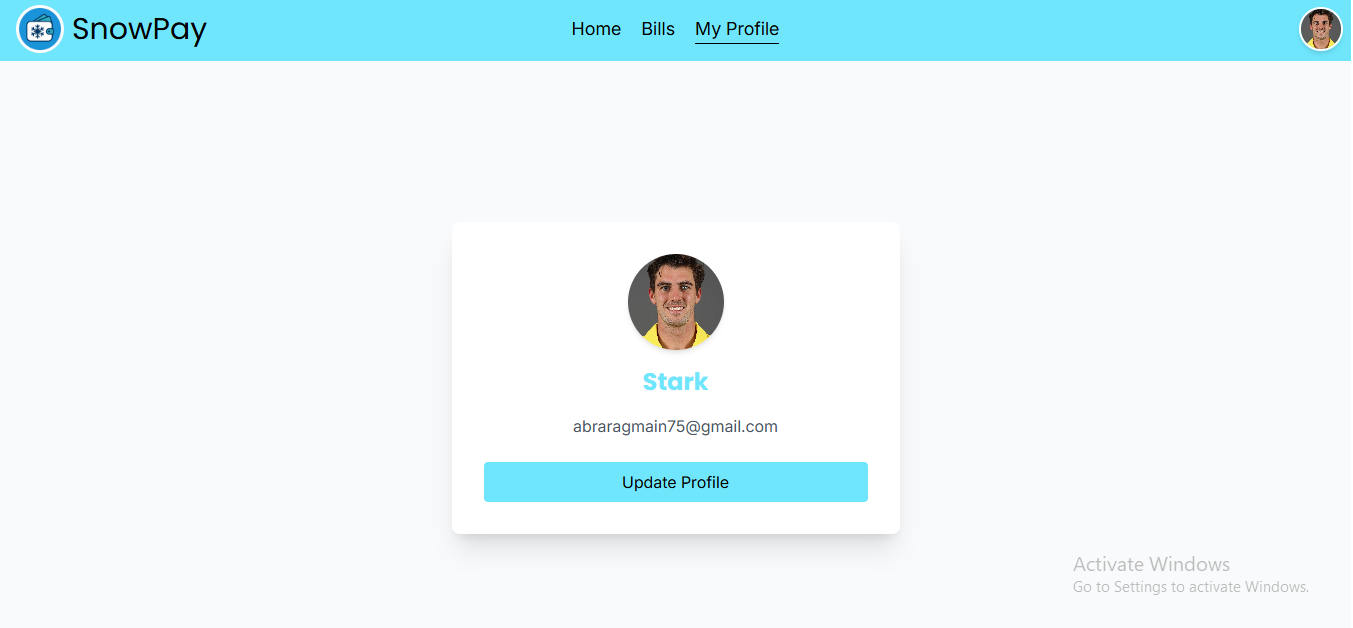 SnowPay
Home Bills My Profile
Stark
abraragmain75@gmail.com
Update Profile
Activate Windows
Go to Settings to activate Windows.